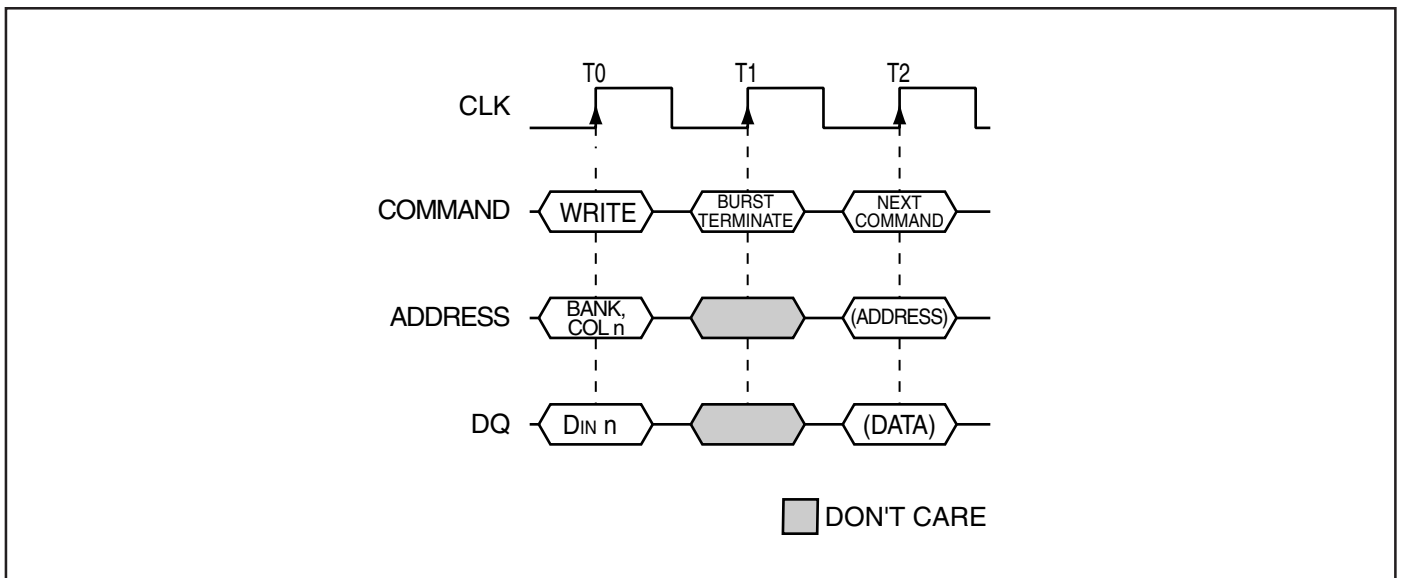 T0 T1 T2
CLK
COMMAND WRITE BURST TERMINATE NEXT COMMAND
ADDRESS BANK, COL n (ADDRESS)
DQ DIN n (DATA)
DON'T CARE